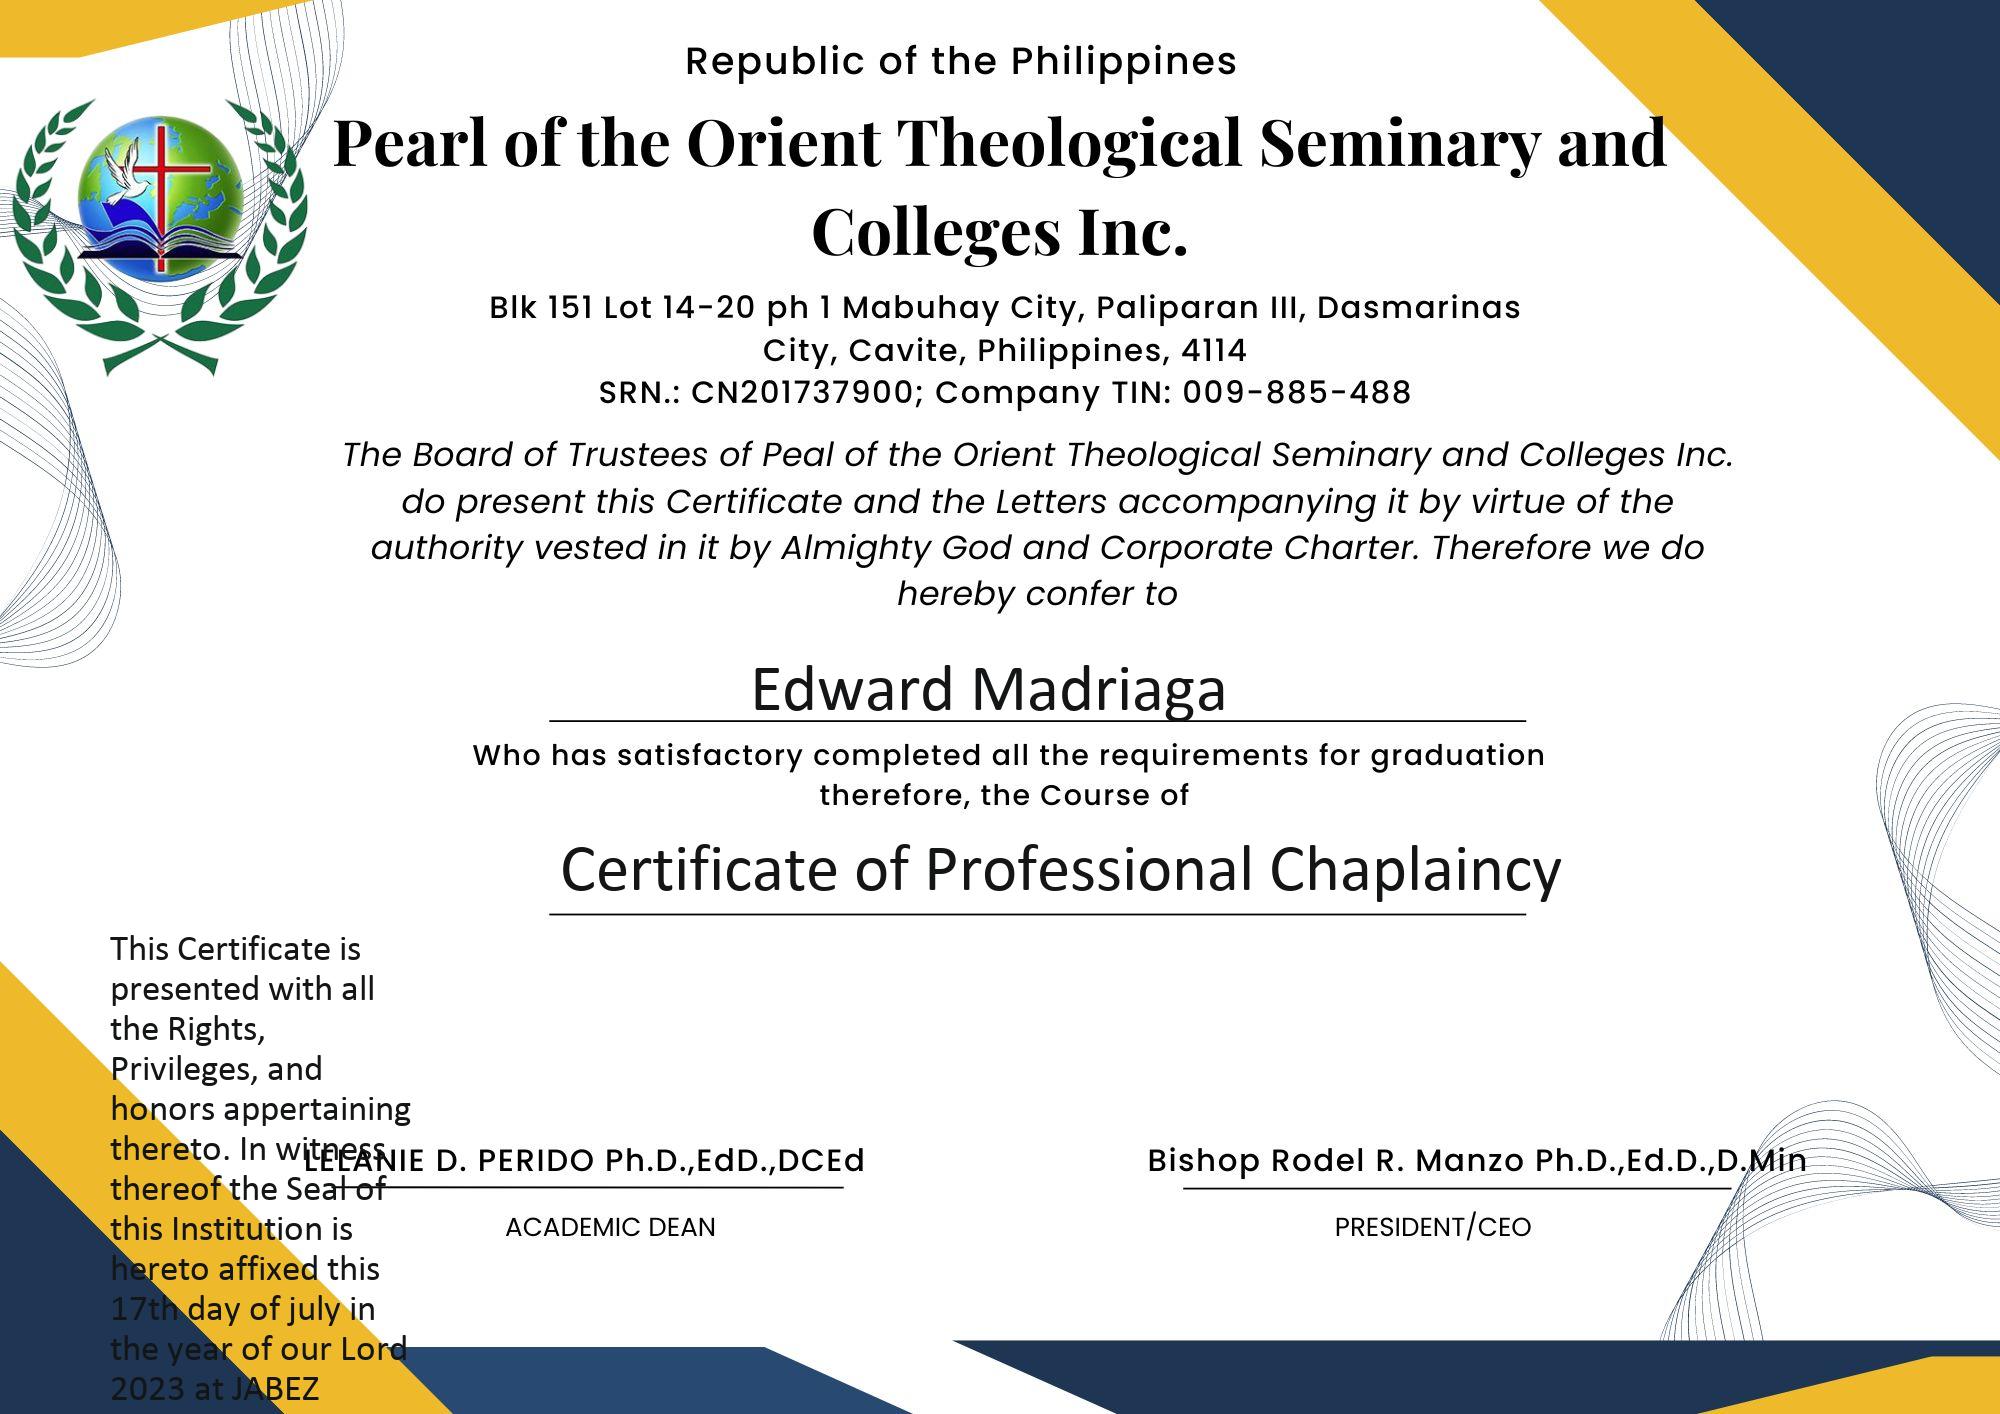 Republic of the Philippines
Pearl of the Orient Theological Seminary and
Colleges Inc.
Blk 151 Lot 14-20 ph 1 Mabuhay City, Paliparan III, Dasmarinas
City, Cavite, Philippines, 4114
SRN.: CN201737900; Company TIN: 009-885-488
The Board of Trustees of Peal of the Orient Theological Seminary and Colleges Inc.
do present this Certificate and the Letters accompanying it by virtue of the
authority vested in it by Almighty God and Corporate Charter. Therefore we do
hereby confer to
Edward Madriaga
Who has satisfactory completed all the requirements for graduation
therefore, the Course of
Certificate of Professional Chaplaincy
This Certificate is
presented with all
the Rights,
Privileges, and
honors appertaining
thereto. In witness
thereof the Seal of
this Institution is
hereto affixed this
17th day of july in
the year of our Lord
2023 at JABEZ
LELANIE D. PERIDO Ph.D.,EdD.,DCEd
ACADEMIC DEAN
Bishop Rodel R. Manzo Ph.D.,Ed.D.,D.Min
PRESIDENT/CEO